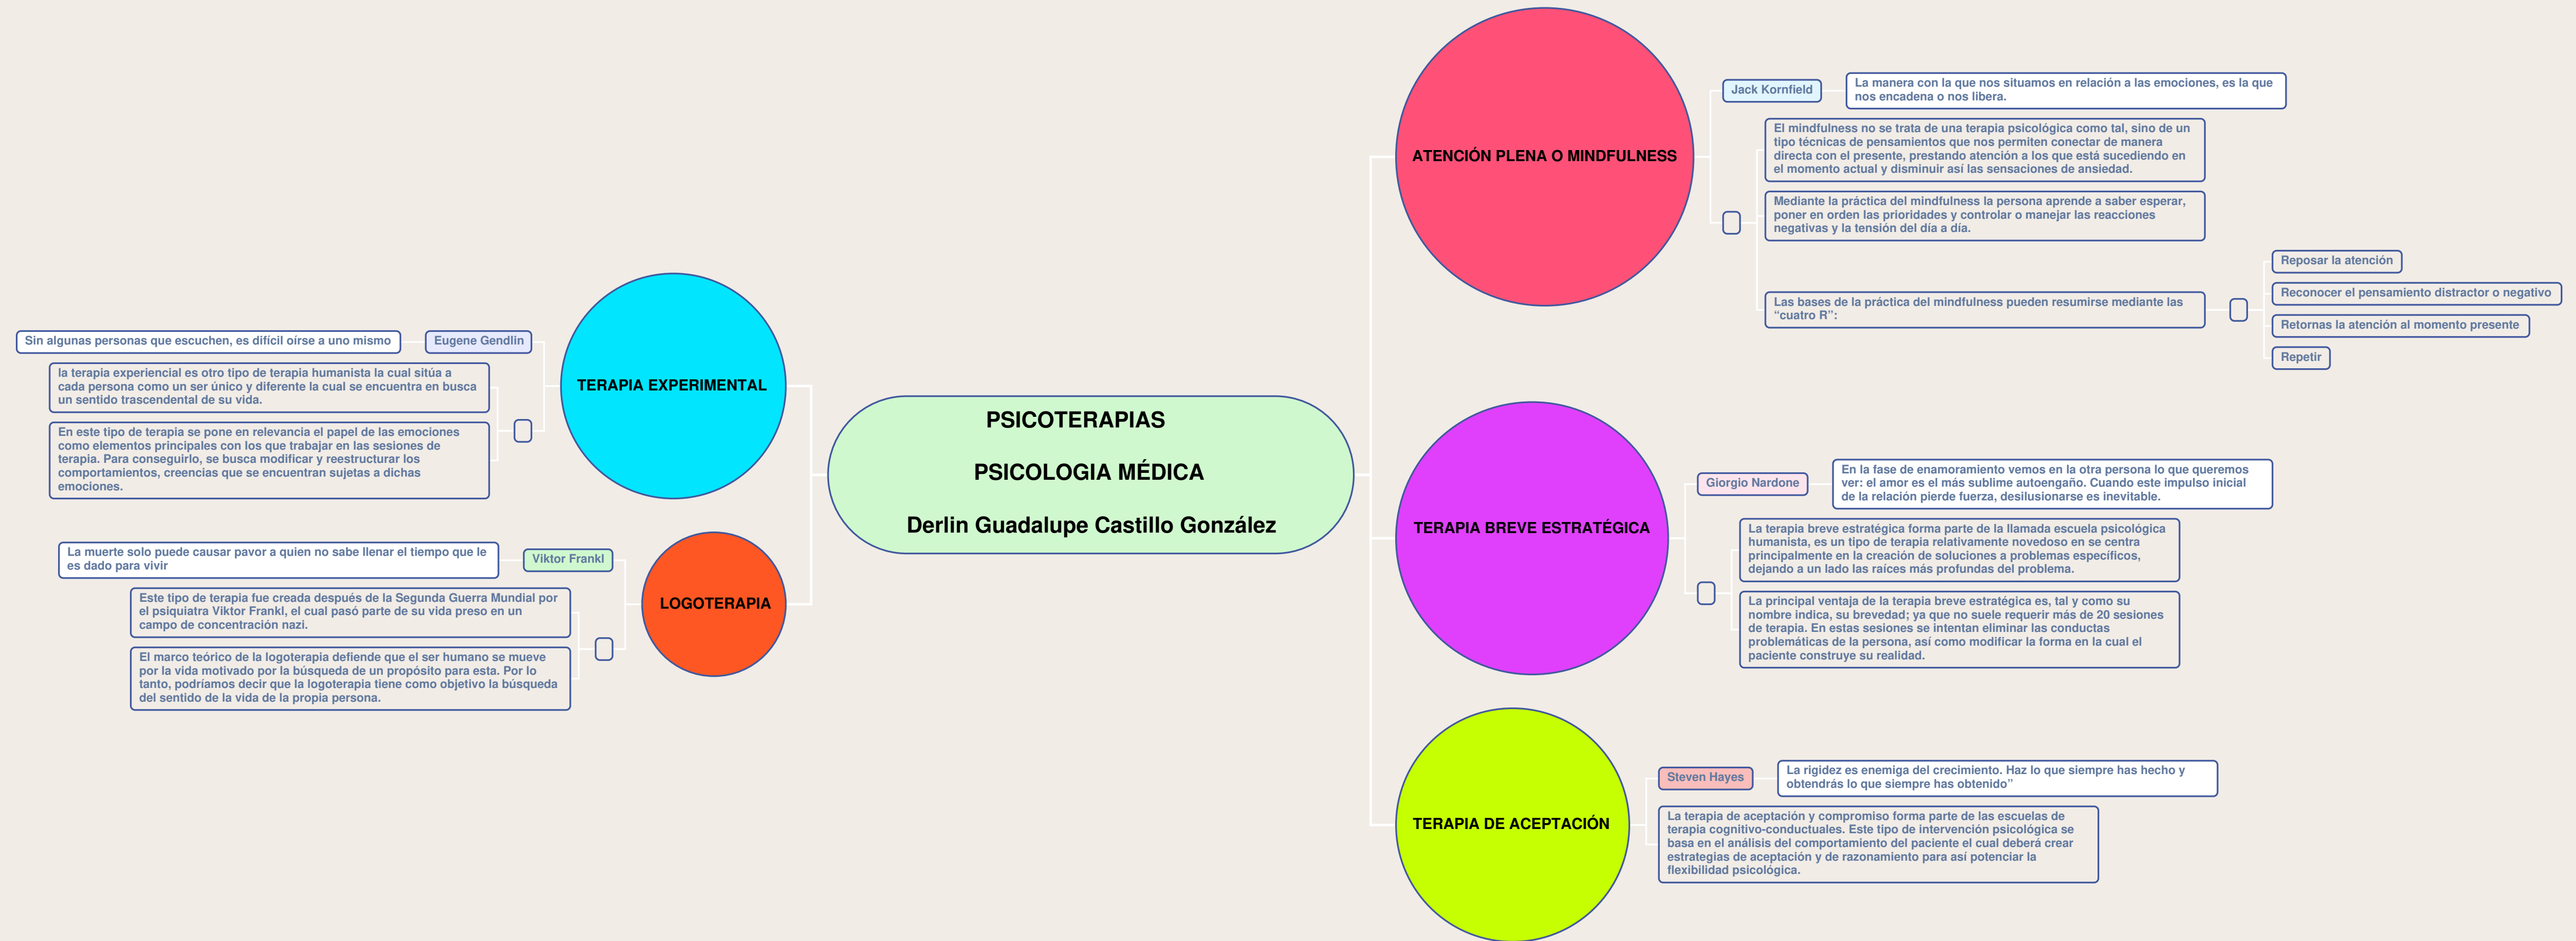 PSICOTERAPIAS
PSICOLOGIA MÉDICA
Derlin Guadalupe Castillo González
ATENCIÓN PLENA O MINDFULNESS
Jack Kornfield
La manera con la que nos situamos en relación a las emociones, es la que
nos encadena o nos libera.
El mindfulness no se trata de una terapia psicológica como tal, sino de un
tipo técnicas de pensamientos que nos permiten conectar de manera
directa con el presente, prestando atención a los que está sucediendo en
el momento actual y disminuir así las sensaciones de ansiedad.
Mediante la práctica del mindfulness la persona aprende a saber esperar,
poner en orden las prioridades y controlar o manejar las reacciones
negativas y la tensión del día a día.
Las bases de la práctica del mindfulness pueden resumirse mediante las
“cuatro R”:
Reposar la atención
Reconocer el pensamiento distractor o negativo
Retornas la atención al momento presente
Repetir
TERAPIA BREVE ESTRATÉGICA
Giorgio Nardone
En la fase de enamoramiento vemos en la otra persona lo que queremos
ver: el amor es el más sublime autoengaño. Cuando este impulso inicial
de la relación pierde fuerza, desilusionarse es inevitable.
La terapia breve estratégica forma parte de la llamada escuela psicológica
humanista, es un tipo de terapia relativamente novedoso en se centra
principalmente en la creación de soluciones a problemas específicos,
dejando a un lado las raíces más profundas del problema.
La principal ventaja de la terapia breve estratégica es, tal y como su
nombre indica, su brevedad; ya que no suele requerir más de 20 sesiones
de terapia. En estas sesiones se intentan eliminar las conductas
problemáticas de la persona, así como modificar la forma en la cual el
paciente construye su realidad.
TERAPIA DE ACEPTACIÓN
Steven Hayes
La rigidez es enemiga del crecimiento. Haz lo que siempre has hecho y
obtendrás lo que siempre has obtenido”
La terapia de aceptación y compromiso forma parte de las escuelas de
terapia cognitivo-conductuales. Este tipo de intervención psicológica se
basa en el análisis del comportamiento del paciente el cual deberá crear
estrategias de aceptación y de razonamiento para así potenciar la
flexibilidad psicológica.
TERAPIA EXPERIMENTAL
Eugene Gendlin
Sin algunas personas que escuchen, es difícil oírse a uno mismo
la terapia experiencial es otro tipo de terapia humanista la cual sitúa a
cada persona como un ser único y diferente la cual se encuentra en busca
un sentido trascendental de su vida.
En este tipo de terapia se pone en relevancia el papel de las emociones
como elementos principales con los que trabajar en las sesiones de
terapia. Para conseguirlo, se busca modificar y reestructurar los
comportamientos, creencias que se encuentran sujetas a dichas
emociones.
LOGOTERAPIA
Viktor Frankl
La muerte solo puede causar pavor a quien no sabe llenar el tiempo que le
es dado para vivir
Este tipo de terapia fue creada después de la Segunda Guerra Mundial por
el psiquiatra Viktor Frankl, el cual pasó parte de su vida preso en un
campo de concentración nazi.
El marco teórico de la logoterapia defiende que el ser humano se mueve
por la vida motivado por la búsqueda de un propósito para esta. Por lo
tanto, podríamos decir que la logoterapia tiene como objetivo la búsqueda
del sentido de la vida de la propia persona.